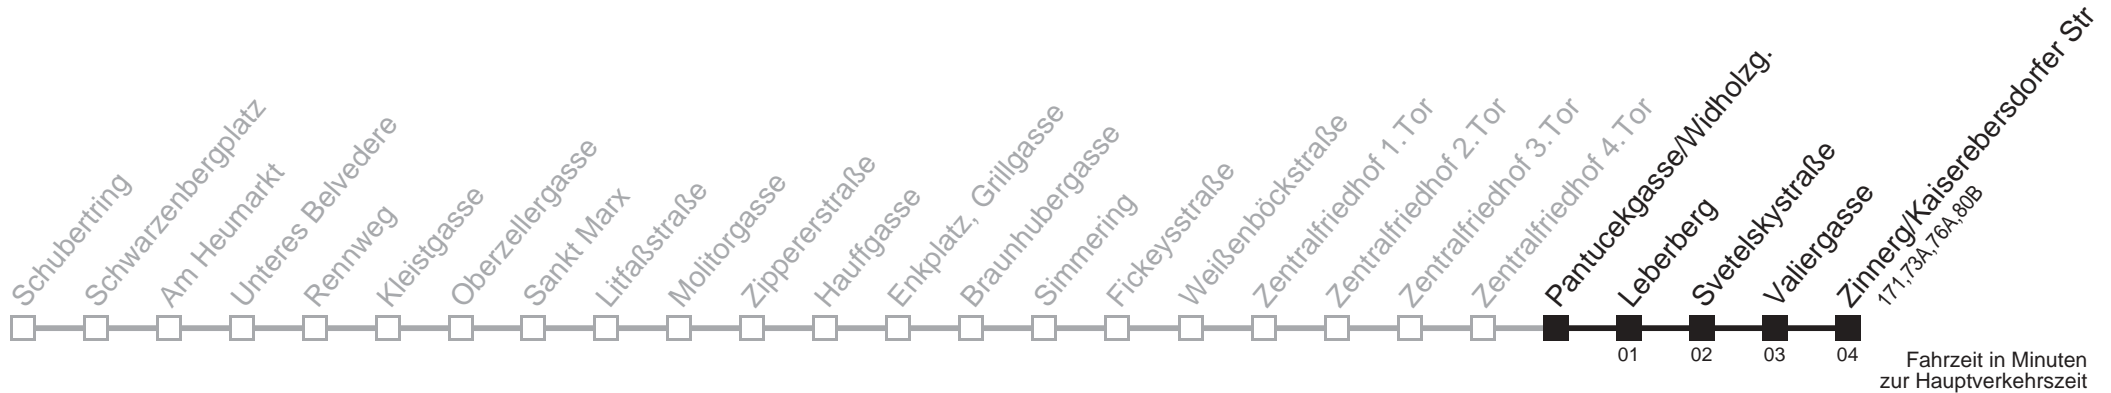 Schubertring
Schwarzenbergplatz
Am Heumarkt
Unteres Belvedere
Rennweg
Kleistgasse
Oberzellergasse
Sankt Marx
Litfaßstraße
Molitorgasse
Zippererstraße
Hauffgasse
Enkplatz, Grillgasse
Braunhubergasse
Simmering
Fickeysstraße
Weißenböckstraße
Zentralfriedhof 1.Tor
Zentralfriedhof 2.Tor
Zentralfriedhof 3.Tor
Zentralfriedhof 4.Tor
Pantucekgasse/Widholzg.
Leberberg
Svetelskystraße
Valiergasse
Zinnerg/Kaiserebersdorfer Str
171,73A,76A,80B
01
02
03
04
Fahrzeit in Minuten
zur Hauptverkehrszeit